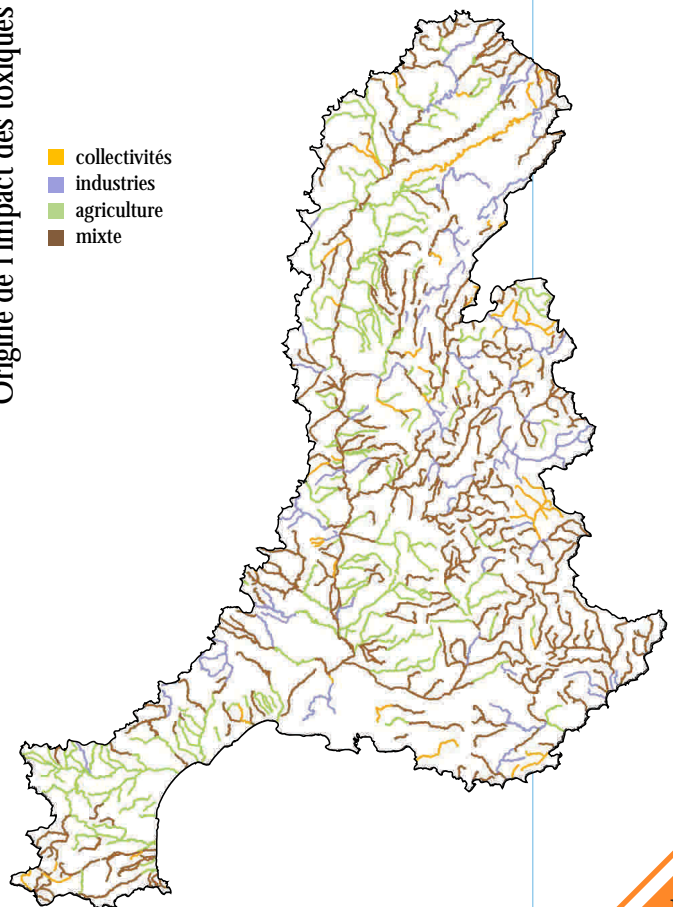 Origine de l'impact des toxiques
collectivités
industries
agriculture
mixte